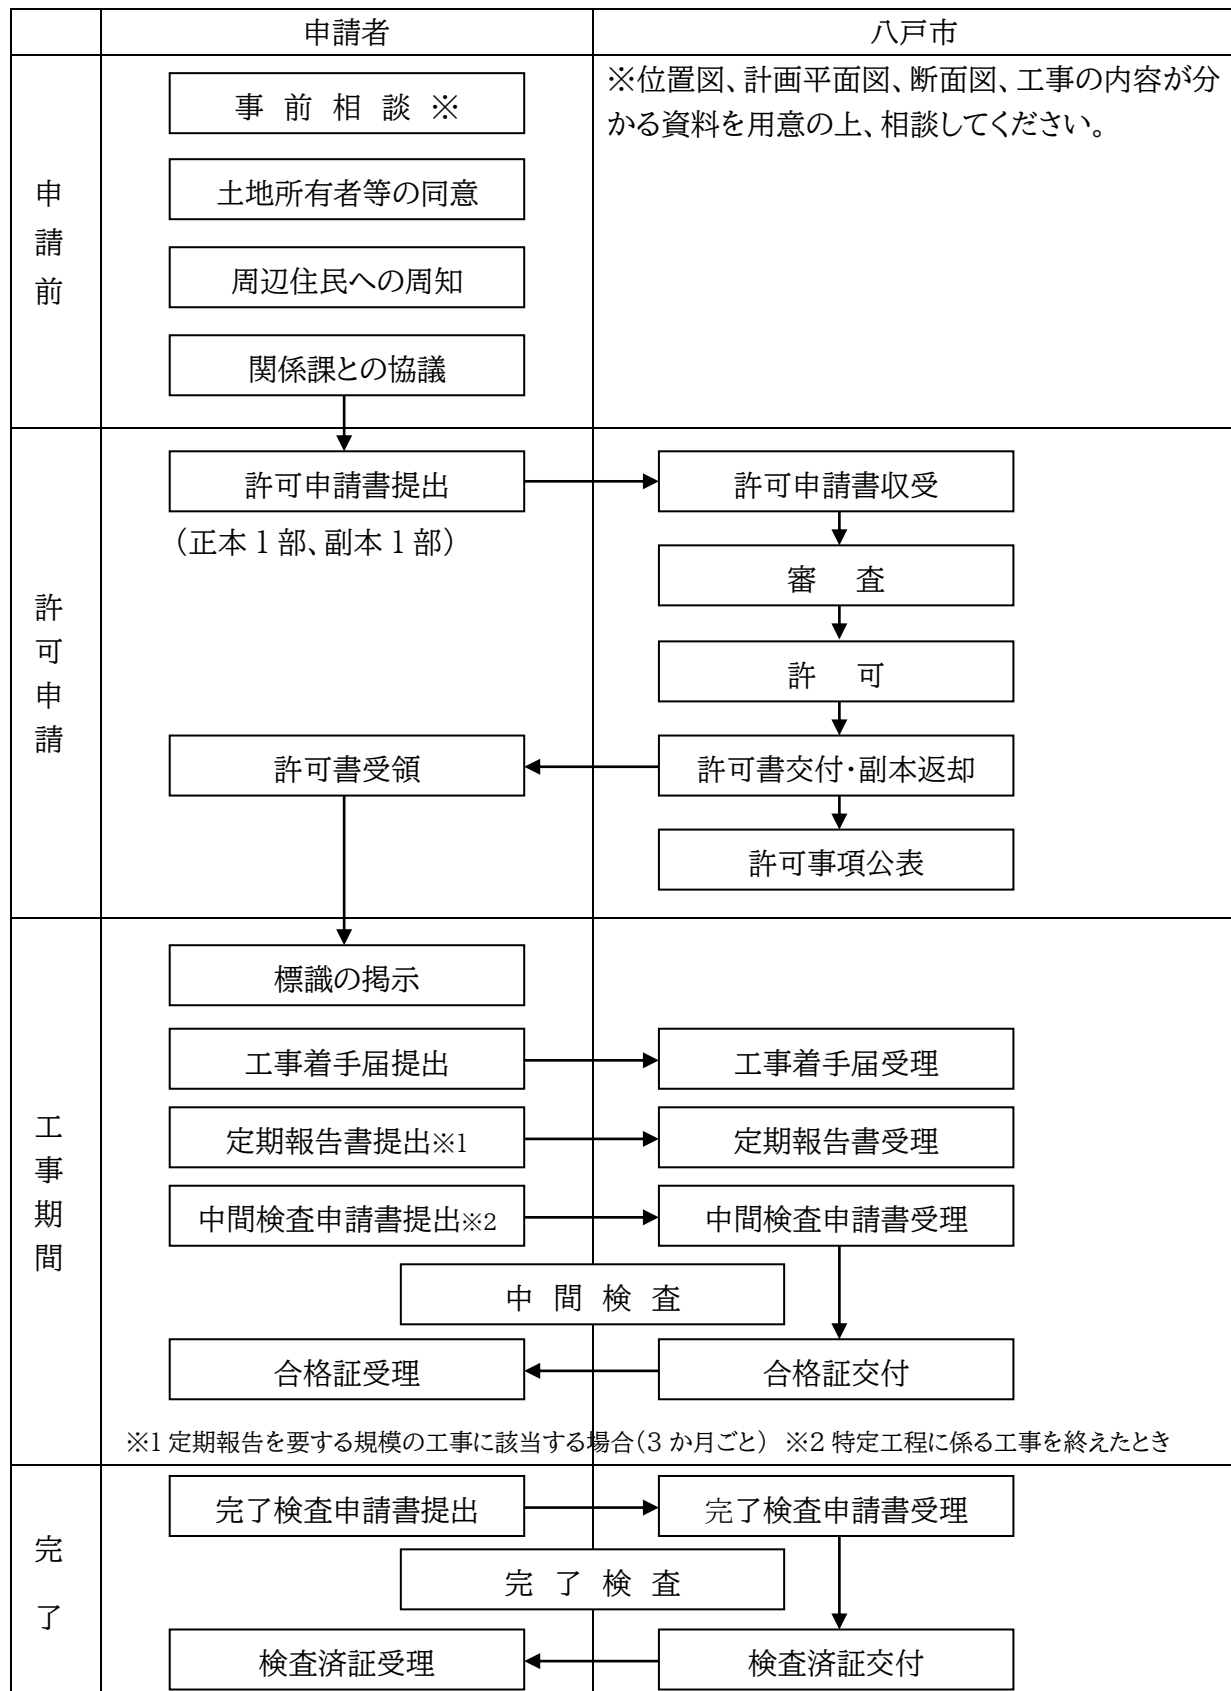 申請者
八戸市
申請前
事前相談※
※位置図、計画平面図、断面図、工事の内容が分
かる資料を用意の上、相談してください。
土地所有者等の同意
周辺住民への周知
関係課との協議
許可申請
許可申請書提出
許可申請書収受
（正本1部、副本1部）
審査
許可
許可書受領
許可書交付・副本返却
許可事項公表
工事期間
標識の掲示
工事着手届提出
工事着手届受理
定期報告書提出※1
定期報告書受理
中間検査申請書提出※2
中間検査申請書受理
中間検査
合格証受理
合格証交付
※1 定期報告を要する規模の工事に該当する場合（3か月ごと） ※2 特定工程に係る工事を終えたとき
完了
完了検査申請書提出
完了検査申請書受理
完了検査
検査済証受理
検査済証交付